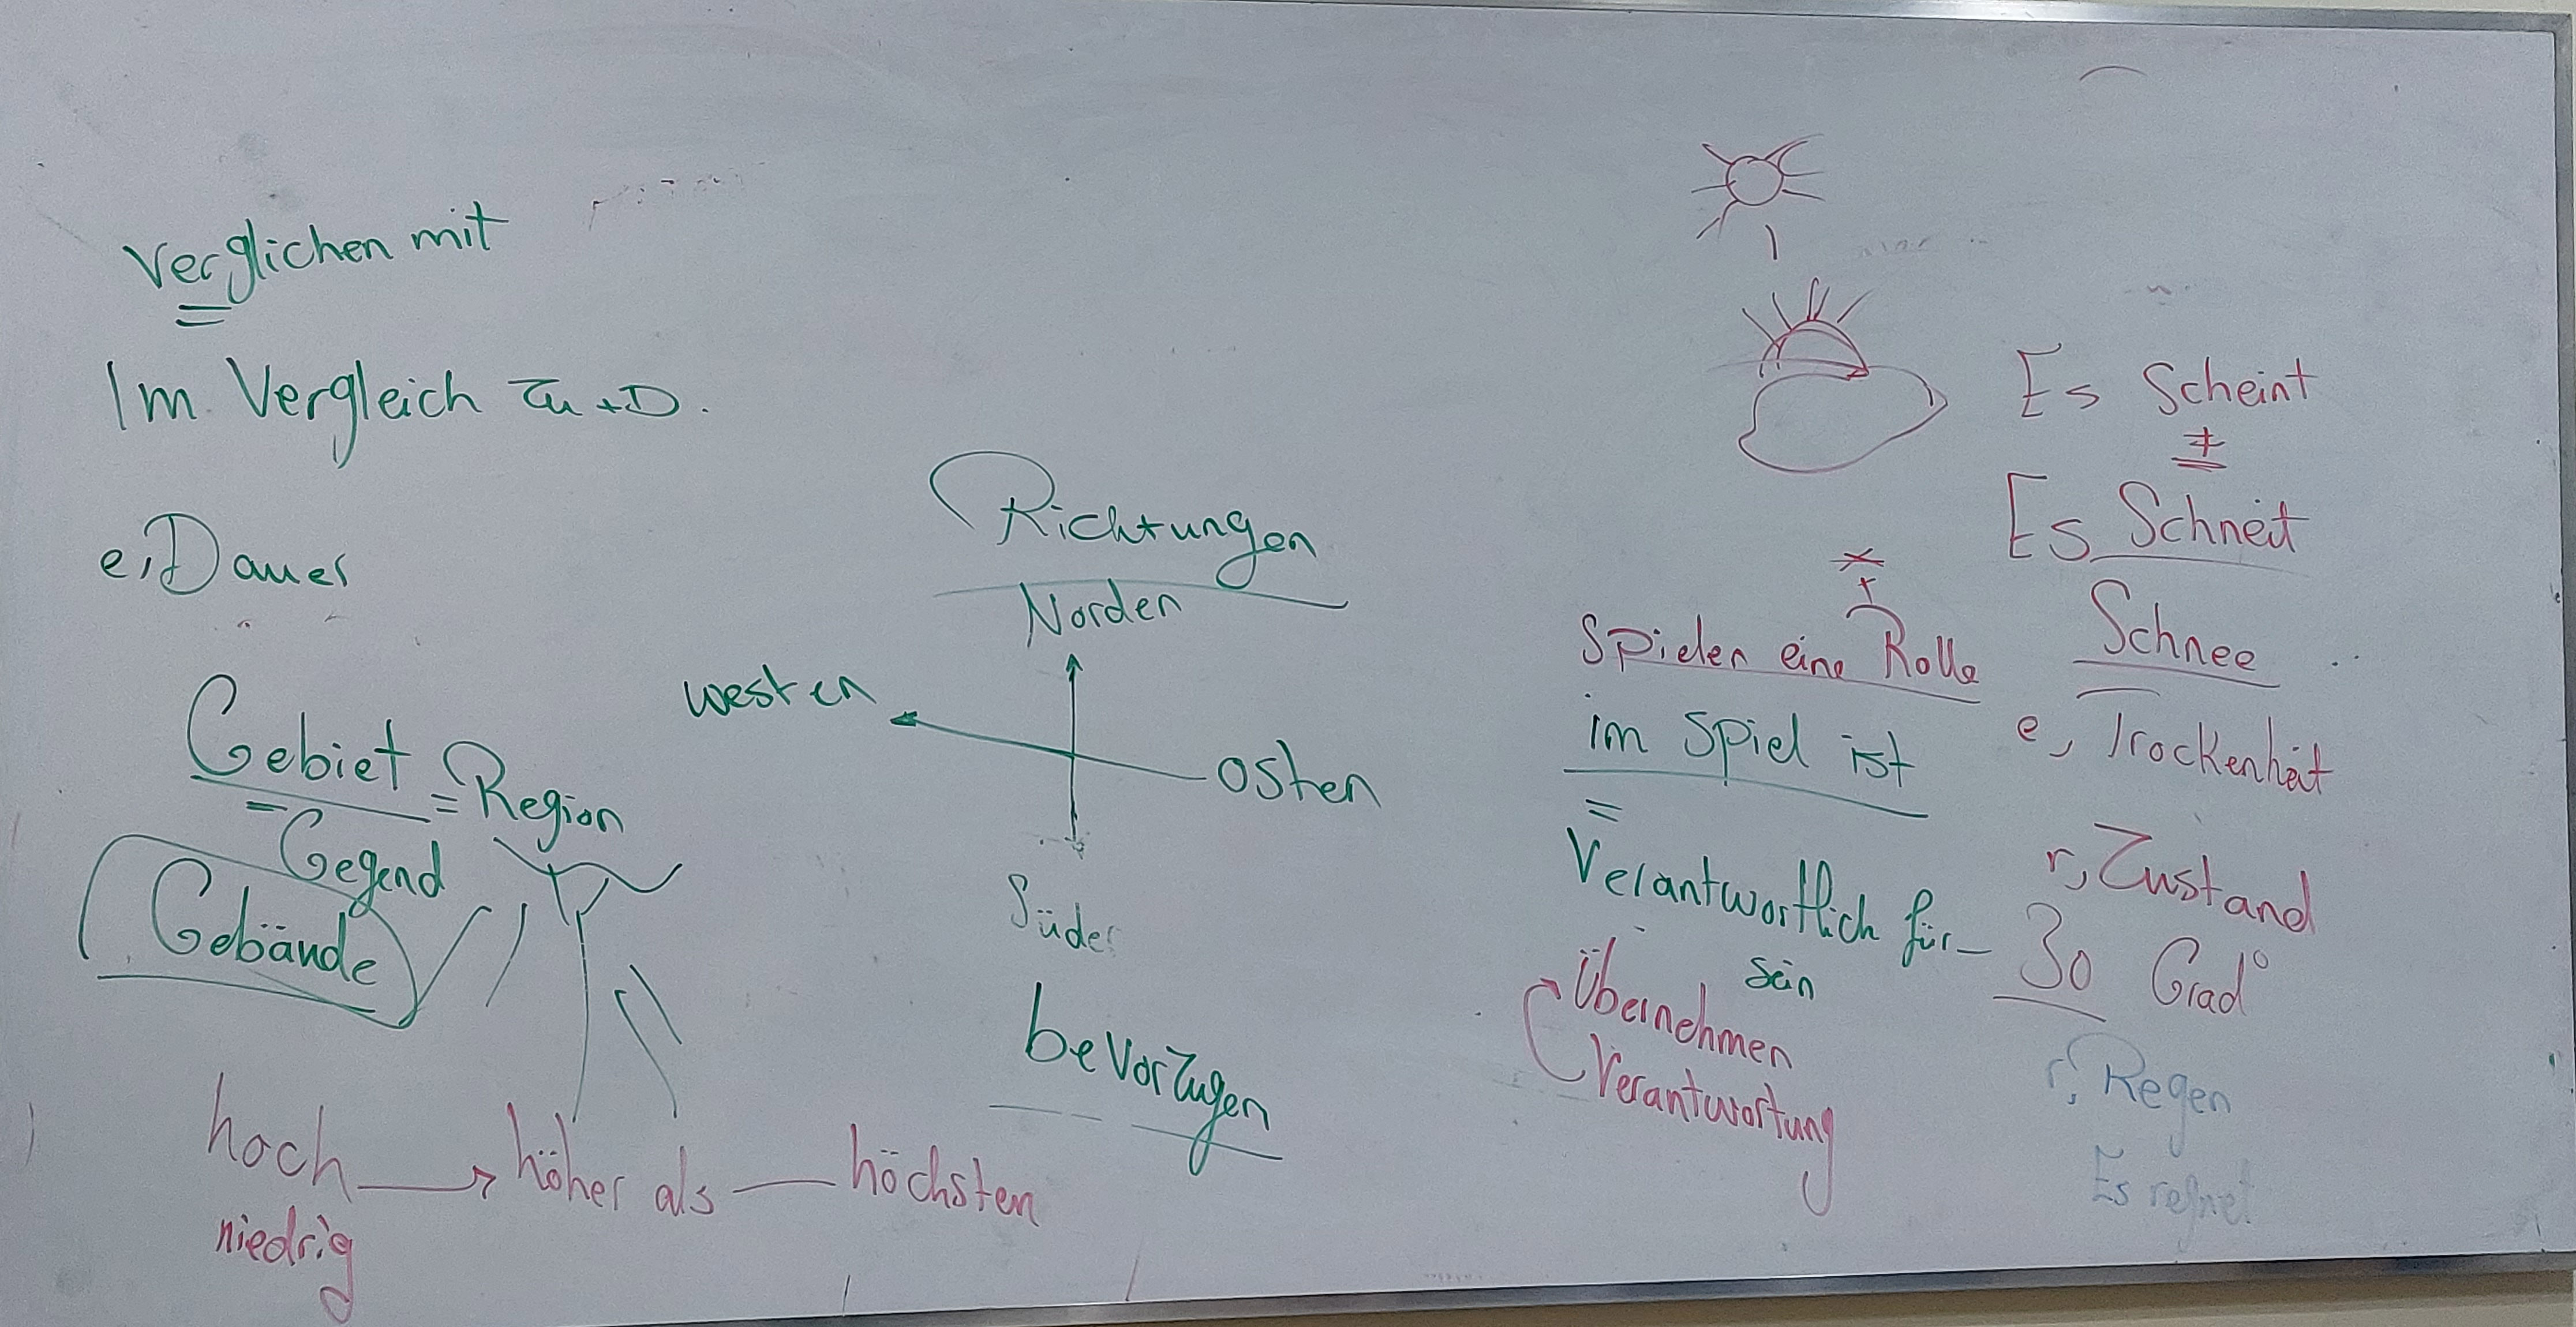 Verglichen mit
=
Im Vergleich zu +D.
e, Dauer
Gebiet = Region
= Gegend
Gebäude
hoch → höher als — höchsten
niedrig
Richtungen
Norden
westen
osten
Süden
bevorzugen
Es Scheint
≠
Es Schneit
Schnee
e, Trockenheit
r, Zustand
30 Grad°
r, Regen
Es regnet
Spielen eine Rolle
im Spiel ist
=
Verantwortlich für–
sein
Übernehmen
Verantwortung